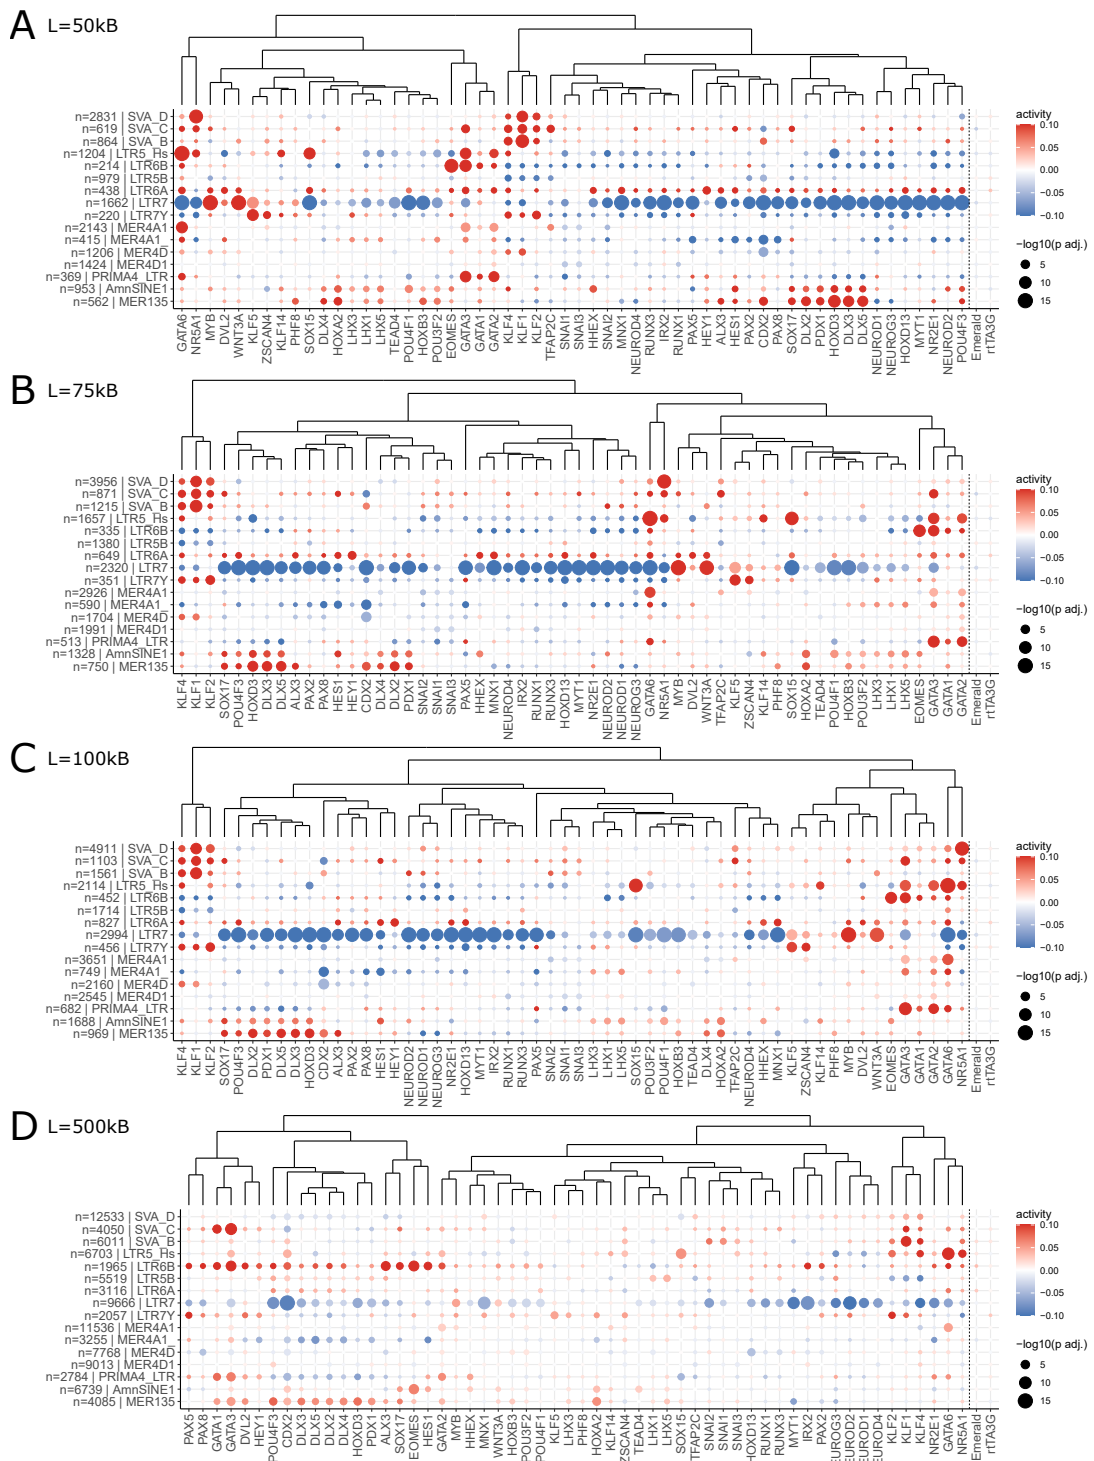 A L=50kB
n=2831 | SVA_D
n=619 | SVA_C
n=864 | SVA_B
n=1204 | LTR5_Hs
n=214 | LTR6B
n=979 | LTR5B
n=438 | LTR6A
n=1662 | LTR7
n=220 | LTR7Y
n=2143 | MER4A1
n=415 | MER4A1_
n=1206 | MER4D
n=1424 | MER4D1
n=369 | PRIMA4_LTR
n=953 | AmnSINE1
n=562 | MER135
GATA6 NR5A1 MYB DVL2 WNT3A KLF5 ZSCAN4 KLF14 PHF8 SOX15 DLX4 HOXA2 LHX3 LHX1 LHX5 TEAD4 POU4F1 HOXB3 POU3F2 EOMES GATA3 GATA1 GATA2 KLF4 KLF1 KLF2 TFAP2C SNAI1 SNAI3 HHEX SNAI2 MNX1 NEUROD4 RUNX3 IRX2 RUNX1 PAX5 HEY1 ALX3 HES1 PAX2 CDX2 PAX8 SOX17 DLX2 PDX1 HOXD3 DLX3 DLX5 NEUROD1 NEUROG3 HOXD13 MYT1 NR2E1 NEUROD2 POU4F3 Emerald rtTA3G
activity
0.10
0.05
0.00
−0.05
−0.10
−log10(p adj.)
5
10
15
B L=75kB
n=3956 | SVA_D
n=871 | SVA_C
n=1215 | SVA_B
n=1657 | LTR5_Hs
n=335 | LTR6B
n=1380 | LTR5B
n=649 | LTR6A
n=2320 | LTR7
n=351 | LTR7Y
n=2926 | MER4A1
n=590 | MER4A1_
n=1704 | MER4D
n=1991 | MER4D1
n=513 | PRIMA4_LTR
n=1328 | AmnSINE1
n=750 | MER135
KLF4 KLF1 KLF2 SOX17 POU4F3 HOXD3 DLX3 DLX5 ALX3 PAX2 PAX8 HES1 HEY1 CDX2 DLX4 DLX2 PDX1 SNAI2 SNAI1 SNAI3 PAX5 HHEX MNX1 NEUROD4 IRX2 RUNX1 RUNX3 HOXD13 MYT1 NR2E1 NEUROD2 NEUROD1 NEUROG3 GATA6 NR5A1 MYB DVL2 WNT3A TFAP2C KLF5 ZSCAN4 KLF14 PHF8 SOX15 HOXA2 TEAD4 POU4F1 HOXB3 POU3F2 LHX3 LHX1 LHX5 EOMES GATA3 GATA1 GATA2 Emerald rtTA3G
activity
0.10
0.05
0.00
−0.05
−0.10
−log10(p adj.)
5
10
15
C L=100kB
n=4911 | SVA_D
n=1103 | SVA_C
n=1561 | SVA_B
n=2114 | LTR5_Hs
n=452 | LTR6B
n=1714 | LTR5B
n=827 | LTR6A
n=2994 | LTR7
n=456 | LTR7Y
n=3651 | MER4A1
n=749 | MER4A1_
n=2160 | MER4D
n=2545 | MER4D1
n=682 | PRIMA4_LTR
n=1688 | AmnSINE1
n=969 | MER135
KLF4 KLF1 KLF2 SOX17 POU4F3 DLX2 PDX1 DLX5 DLX3 HOXD3 CDX2 ALX3 PAX2 PAX8 HES1 HEY1 NEUROD2 NEUROD1 NEUROG3 NR2E1 HOXD13 MYT1 IRX2 RUNX1 RUNX3 PAX5 SNAI2 SNAI1 SNAI3 LHX3 LHX1 LHX5 SOX15 POU3F2 POU4F1 HOXB3 TEAD4 DLX4 HOXA2 TFAP2C NEUROD4 HHEX MNX1 KLF5 ZSCAN4 KLF14 PHF8 MYB DVL2 WNT3A EOMES GATA3 GATA1 GATA2 GATA6 NR5A1 Emerald rtTA3G
activity
0.10
0.05
0.00
−0.05
−0.10
−log10(p adj.)
5
10
15
D L=500kB
n=12533 | SVA_D
n=4050 | SVA_C
n=6011 | SVA_B
n=6703 | LTR5_Hs
n=1965 | LTR6B
n=5519 | LTR5B
n=3116 | LTR6A
n=9666 | LTR7
n=2057 | LTR7Y
n=11536 | MER4A1
n=3255 | MER4A1_
n=7768 | MER4D
n=9013 | MER4D1
n=2784 | PRIMA4_LTR
n=6739 | AmnSINE1
n=4085 | MER135
PAX5 PAX8 GATA1 GATA3 DVL2 HEY1 POU4F3 CDX2 DLX3 DLX5 DLX2 DLX4 HOXD3 PDX1 ALX3 SOX17 EOMES HES1 GATA2 MYB HHEX MNX1 WNT3A HOXB3 POU3F2 POU4F1 KLF5 LHX3 PHF8 HOXA2 KLF14 ZSCAN4 TEAD4 LHX1 LHX5 SOX15 TFAP2C SNAI2 SNAI1 SNAI3 HOXD13 RUNX1 RUNX3 MYT1 IRX2 PAX2 EUROG3 EUROD2 EUROD1 EUROD4 KLF2 KLF1 KLF4 NR2E1 GATA6 NR5A1 Emerald rtTA3G
activity
0.10
0.05
0.00
−0.05
−0.10
−log10(p adj.)
5
10
15